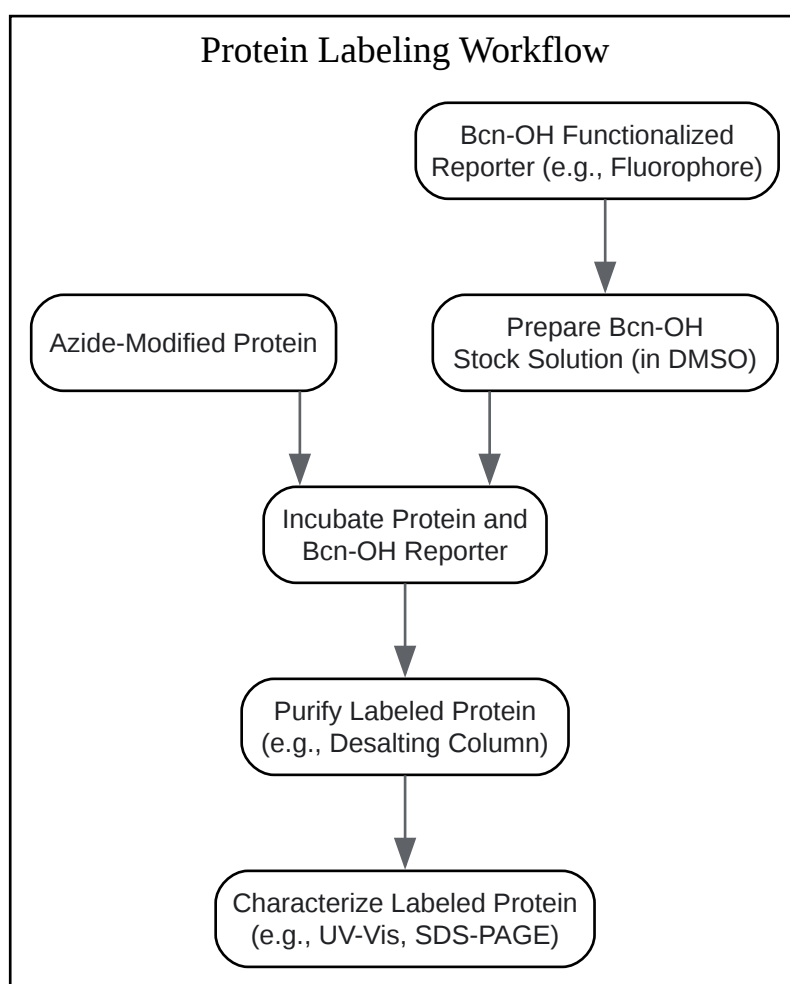 Protein Labeling Workflow
Bcn-OH Functionalized
Reporter (e.g., Fluorophore)
Azide-Modified Protein
Prepare Bcn-OH
Stock Solution (in DMSO)
Incubate Protein and
Bcn-OH Reporter
Purify Labeled Protein
(e.g., Desalting Column)
Characterize Labeled Protein
(e.g., UV-Vis, SDS-PAGE)